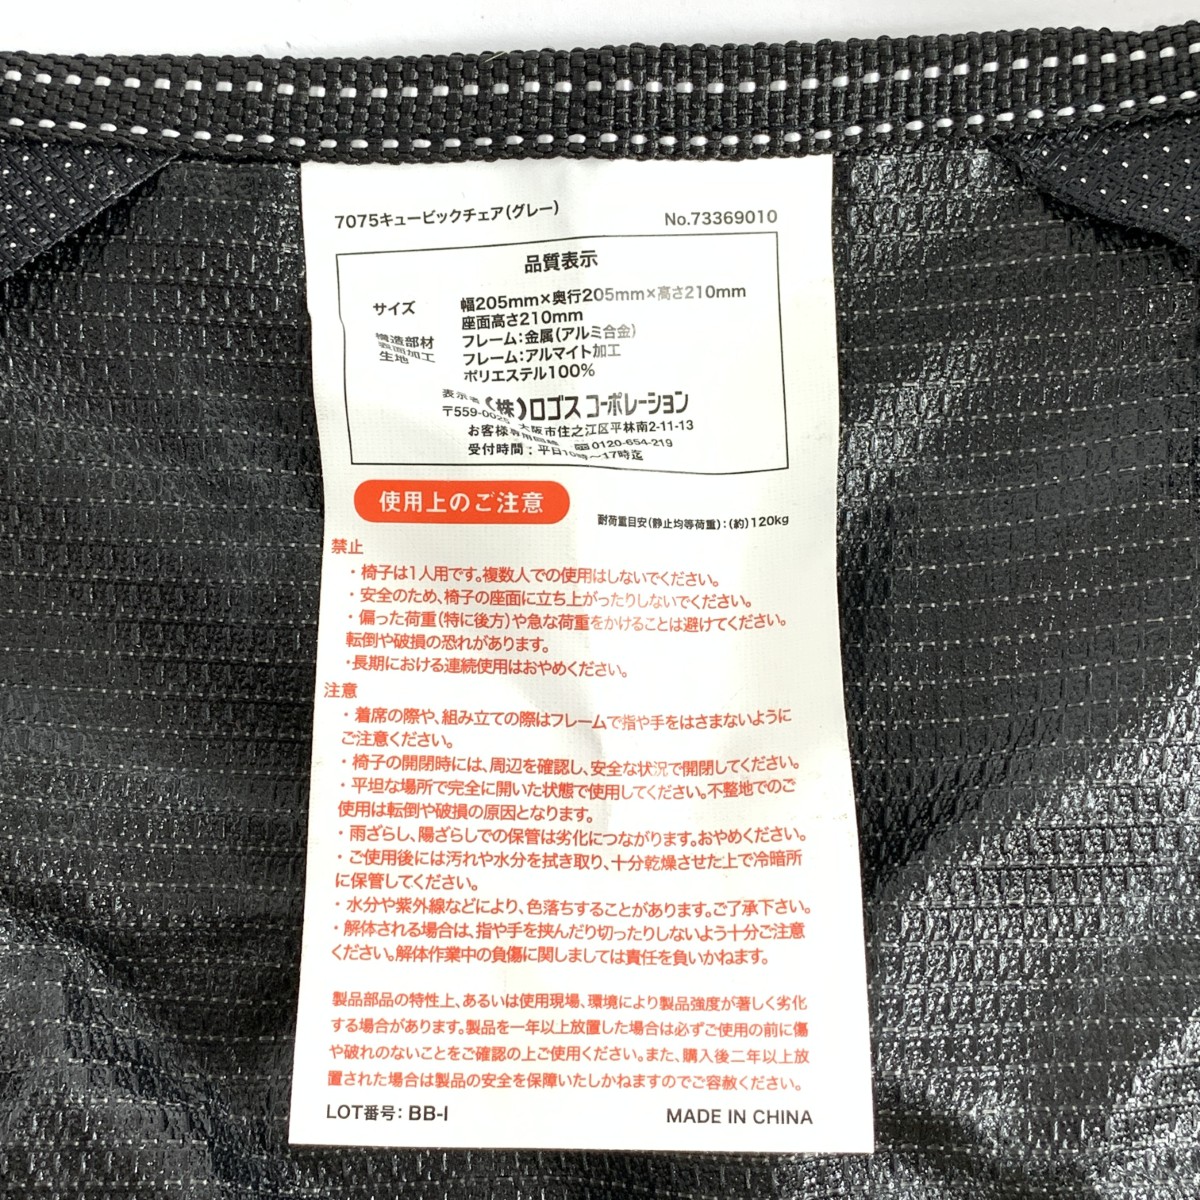 7075キュービックチェア(グレー)
No.73369010
品質表示
サイズ 幅205mm×奥行205mm×高さ210mm
座面高さ210mm
構造部材 フレーム:金属(アルミ合金)
表面加工 フレーム:アルマイト加工
生地 ポリエステル100%
表示者 (株)ロゴス コーポレーション
〒559-0025 大阪市住之江区平林南2-11-13
お客様専用回線 0120-654-219
受付時間:平日10時〜17時迄
使用上のご注意
耐荷重目安(静止均等荷重):(約)120kg
禁止
・椅子は1人用です。複数人での使用はしないでください。
・安全のため、椅子の座面に立ち上がったりしないでください。
・偏った荷重(特に後方)や急な荷重をかけることは避けてください。
転倒や破損の恐れがあります。
・長期における連続使用はおやめください。
注意
・着席の際や、組み立ての際はフレームで指や手をはさまないように
ご注意ください。
・椅子の開閉時には、周辺を確認し、安全な状況で開閉してください。
・平坦な場所で完全に開いた状態で使用してください。不整地でのご
使用は転倒や破損の原因となります。
・雨ざらし、陽ざらしでの保管は劣化につながります。おやめください。
・ご使用後には汚れや水分を拭き取り、十分乾燥させた上で冷暗所
に保管してください。
・水分や紫外線などにより、色落ちすることがあります。ご了承下さい。
・解体される場合は、指や手を挟んだり切ったりしないよう十分ご注意
ください。解体作業中の負傷に関しましては責任を負いかねます。
製品部品の特性上、あるいは使用現場、環境により製品強度が著しく劣化
する場合があります。製品を一年以上放置した場合は必ずご使用の前に傷
や破れのないことをご確認の上ご使用ください。また、購入後二年以上放
置された場合は製品の安全を保障いたしかねますのでご容赦ください。
LOT番号: BB-I
MADE IN CHINA